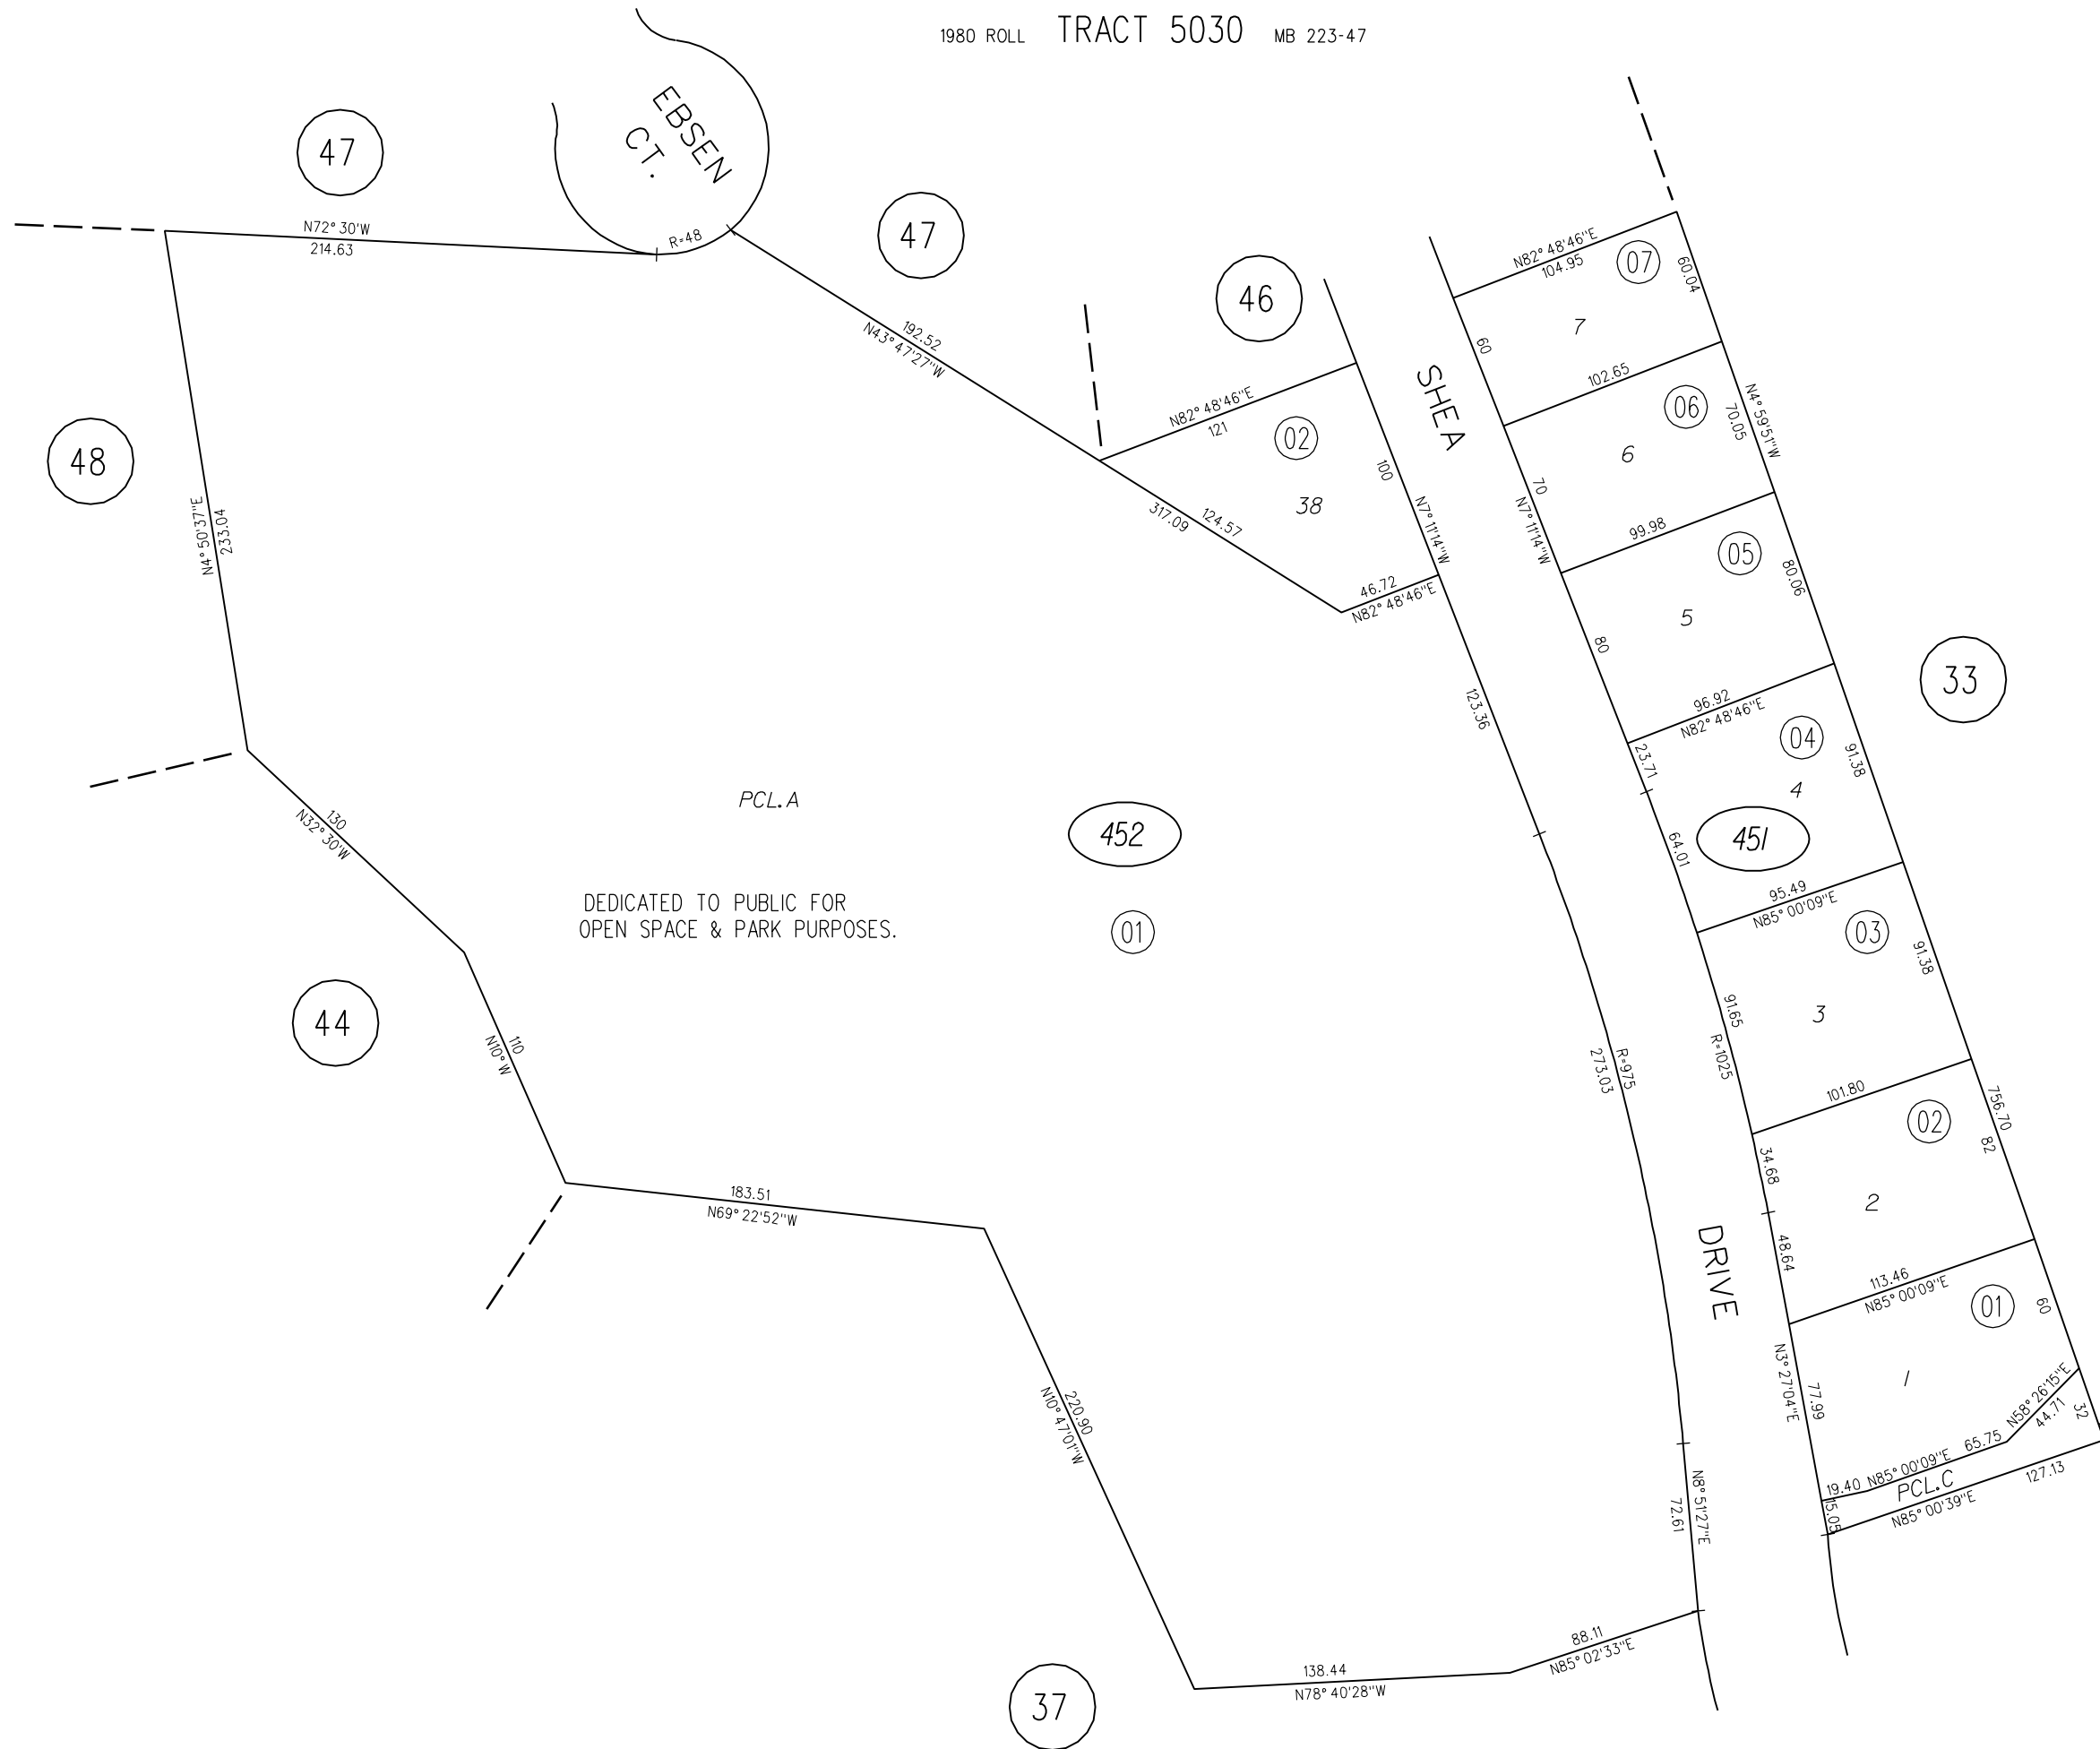 1980 ROLL TRACT 5030 MB 223-47
EBSEN
CT.
47
N72°30'W
214.63
R=48
47
46
192.52
N43°47'27"W
N82°48'46"E
121
02
38
100
N7°11'14"W
317.09
124.57
46.72
N82°48'46"E
123.36
48
N4°50'37"E
233.04
130
N32°30'W
44
110
N10°W
183.51
N69°22'52"W
220.90
N10°47'01"W
138.44
N78°40'28"W
88.11
N85°02'33"E
37
PCL.A
452
DEDICATED TO PUBLIC FOR
OPEN SPACE & PARK PURPOSES.
01
R=975
273.03
N8°51'27"E
72.61
SHEA
DRIVE
N82°48'46"E
104.95
07
60.04
7
60
102.65
06
N4°59'51"W
70.05
6
70
N7°11'14"W
99.98
05
80.06
5
80
33
96.92
N82°48'46"E
04
91.38
4
23.71
451
64.01
95.49
N85°00'09"E
03
91.38
3
91.65
R=1025
101.80
756.70
82
02
2
34.68
48.64
113.46
N85°00'09"E
01
60
1
N3°27'04"E
77.99
N58°26'15"E
44.71
32
65.75
19.40 N85°00'09"E
PCL.C
127.13
N85°00'39"E
15.05